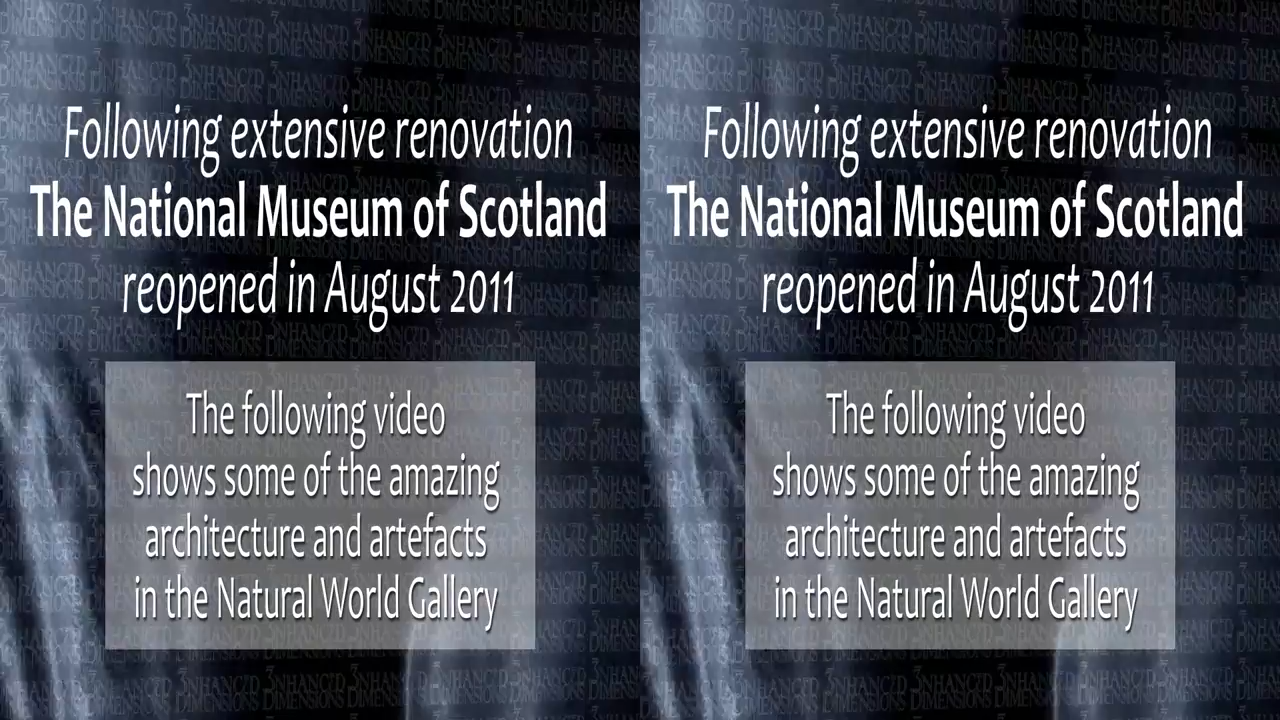 Following extensive renovation
The National Museum of Scotland
reopened in August 2011
The following video
shows some of the amazing
architecture and artefacts
in the Natural World Gallery
Following extensive renovation
The National Museum of Scotland
reopened in August 2011
The following video
shows some of the amazing
architecture and artefacts
in the Natural World Gallery